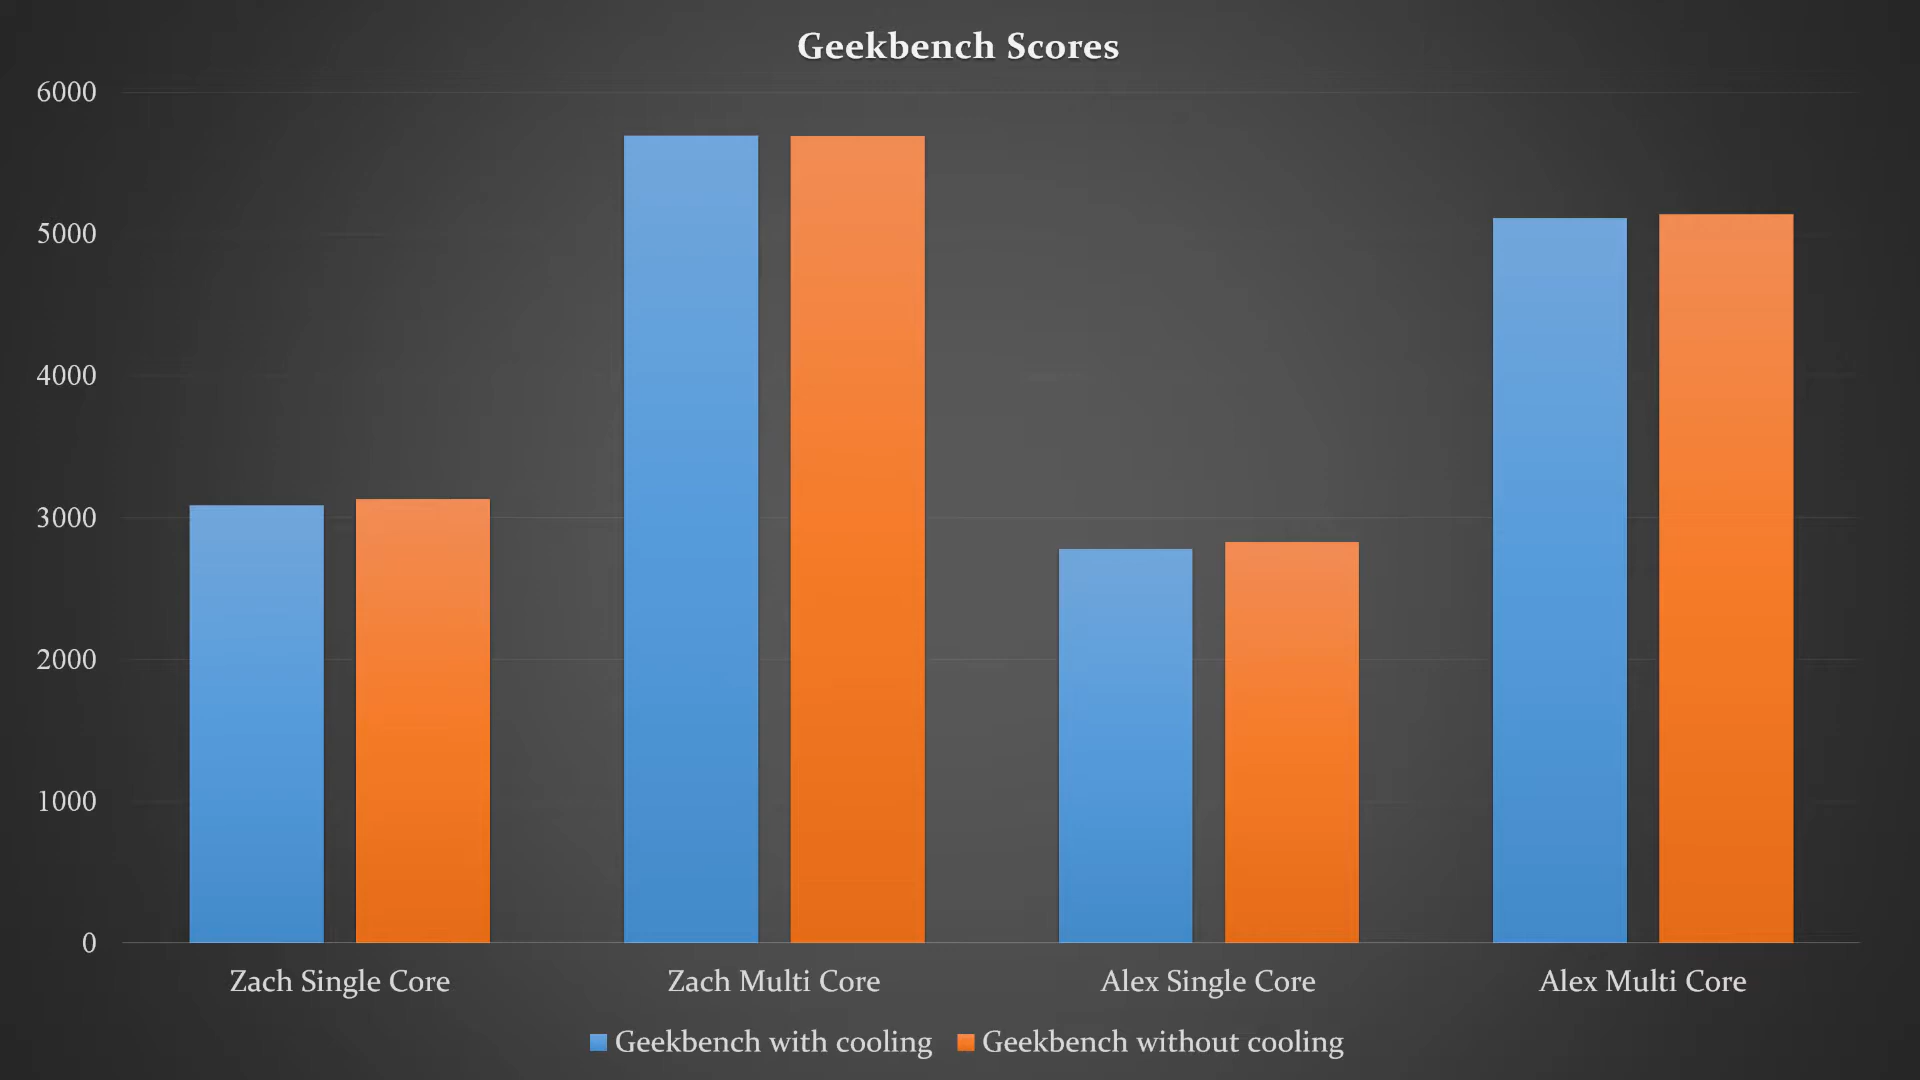 Geekbench Scores
6000
5000
4000
3000
2000
1000
0
Zach Single Core
Zach Multi Core
Alex Single Core
Alex Multi Core
Geekbench with cooling
Geekbench without cooling